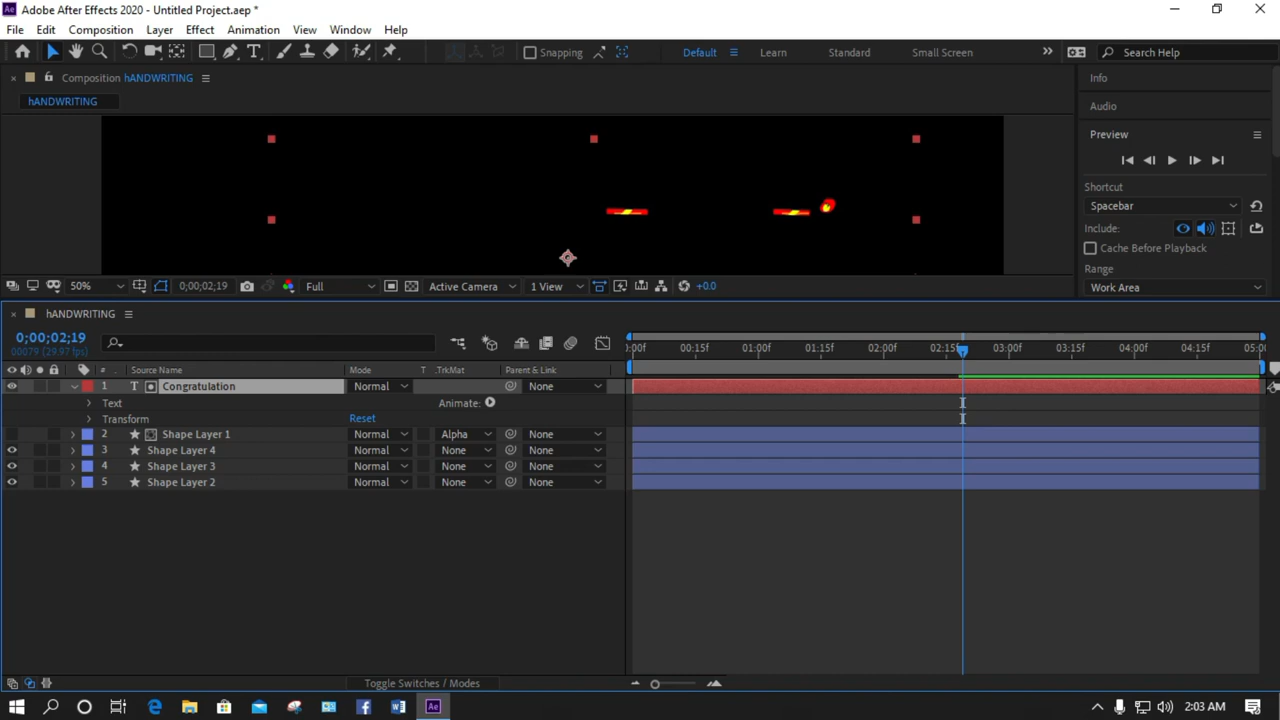 Adobe After Effects 2020 - Untitled Project.aep *
File Edit Composition Layer Effect Animation View Window Help
Snapping Default Learn Standard Small Screen Search Help
Composition hANDWRITING
hANDWRITING
Info
Audio
Preview
Shortcut
Spacebar
Include:
Cache Before Playback
Range
Work Area
50% 0;00;02;19 Full Active Camera 1 View +0.0
hANDWRITING
0;00;02;19
00079 (29.97 fps)
:00f 00:15f 01:00f 01:15f 02:00f 02:15f 03:00f 03:15f 04:00f 04:15f 05:00
# Source Name Mode T .TrkMat Parent & Link
1 T Congratulation Normal None
Text Animate:
Transform Reset
2 Shape Layer 1 Normal Alpha None
3 Shape Layer 4 Normal None None
4 Shape Layer 3 Normal None None
5 Shape Layer 2 Normal None None
Toggle Switches / Modes
2:03 AM